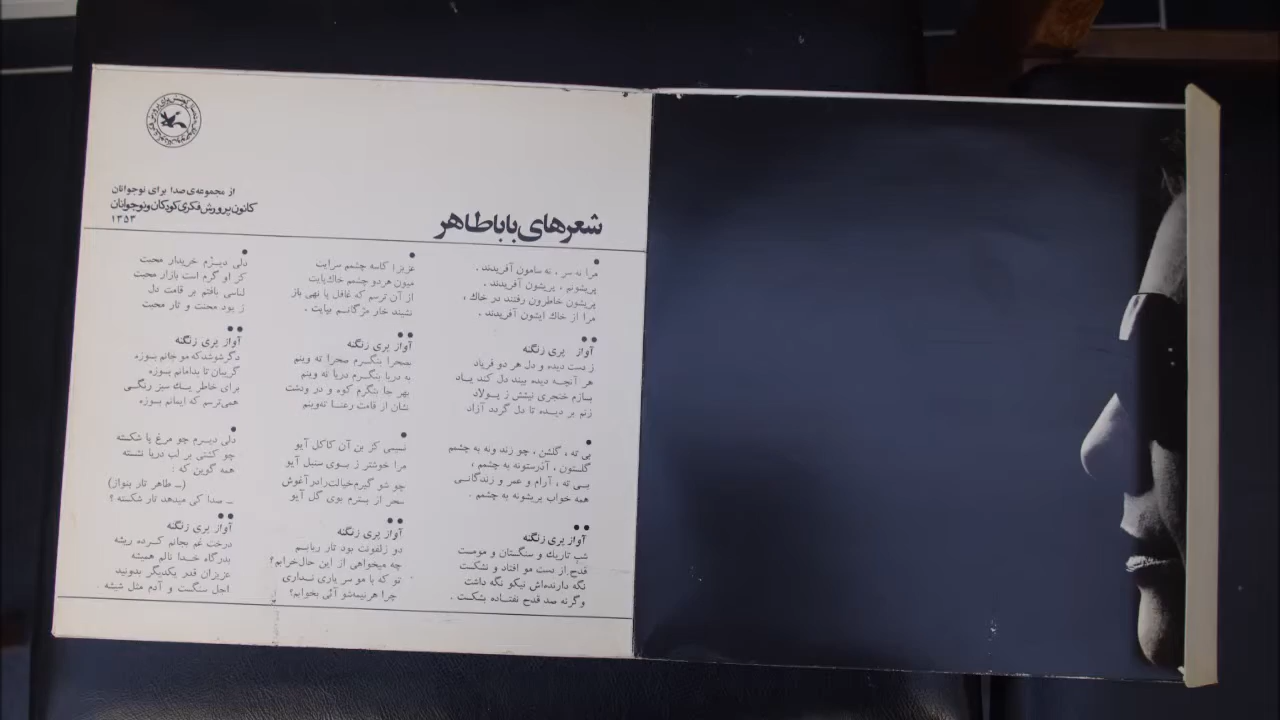 از مجموعه‌ی صدا برای نوجوانان
کانون پرورش فکری کودکان و نوجوانان
۱۳۵۳
شعرهای باباطاهر
مرا نه سر ، نه سامون آفریدند .
پریشونم ، پریشون آفریدند .
پریشون خاطرون رفتند در خاک ،
مرا از خاک ایشون آفریدند .
آواز پری زنگنه
ز دست دیده و دل هر دو فریاد
هر آنچه دیده بیند دل کند یاد
بسازم خنجری نیشش ز پولاد
زنم بر دیده تا دل گردد آزاد
بی ته ، گلشن ، چو زندونه به چشمم
گلستون ، آذرستونه به چشمم ،
بی ته ، آرام و عمر و زندگانی
همه خواب پریشونه به چشمم .
آواز پری زنگنه
شب تاریک و سنگستان و مومست
قدح از دست مو افتاد و نشکت
نگه دارنده‌اش نیکو نگه داشت
وگرنه صد قدح نفتاده بشکت .
عزیزا کاسه چشمم سرایت
میون هر دو چشمم خاک پایت
از آن ترسم که غافل پا نهی باز
نشیند خار مژگانم بپایت .
آواز پری زنگنه
بصحرا بنگرم صحرا ته وینم
به دریا بنگرم دریا ته وینم
بهر جا بنگرم کوه و در ودشت
نشان از قامت رعنا ته‌وینم
نسیمی کز بن آن کاکل آیو
مرا خوشتر ز بوی سنبل آیو
چو شو گیرم خیالت را در آغوش
سحر از بسترم بوی گل آیو
آواز پری زنگنه
دو زلفونت بود تار ربابم
چه میخواهی از این حال خرابم ؟
تو که با مو سر یاری نداری
چرا هر نیمه‌شو آئی بخوابم؟
دلی دیرم خریدار محبت
کز او گرم است بازار محبت
لباسی بافتم بر قامت دل
ز پود محنت و تار محبت
آواز پری زنگنه
دگر شو شد که مو جانم بسوزه
گریبان تا بدامانم بسوزه
برای خاطر یک سبز رنگی
همی‌ترسم که ایمانم بسوزه
دلی دیرم چو مرغ پا شکسته
چو کشتی بر لب دریا نشسته
همه گوین که :
(ــ طاهر تار بنواز)
ــ صدا کی میدهد تار شکسته ؟
آواز پری زنگنه
درخت غم بجانم کرده ریشه
بدرگاه خدا نالم همیشه
عزیزان قدر یکدیگر بدونید
اجل سنگست و آدم مثل شیشه .